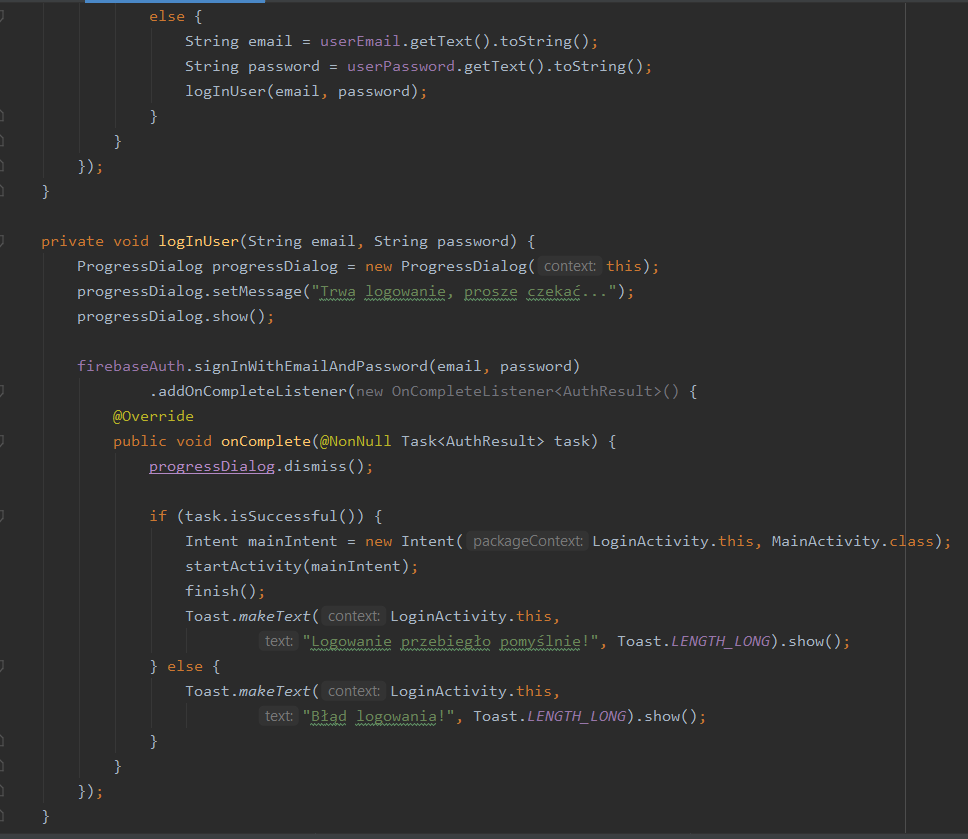 else {
String email = userEmail.getText().toString();
String password = userPassword.getText().toString();
logInUser(email, password);
}
}
});
}
private void logInUser(String email, String password) {
ProgressDialog progressDialog = new ProgressDialog( context: this);
progressDialog.setMessage("Trwa logowanie, prosze czekać...");
progressDialog.show();
firebaseAuth.signInWithEmailAndPassword(email, password)
.addOnCompleteListener(new OnCompleteListener<AuthResult>() {
@Override
public void onComplete(@NonNull Task<AuthResult> task) {
progressDialog.dismiss();
if (task.isSuccessful()) {
Intent mainIntent = new Intent( packageContext: LoginActivity.this, MainActivity.class);
startActivity(mainIntent);
finish();
Toast.makeText( context: LoginActivity.this,
text: "Logowanie przebiegło pomyślnie!", Toast.LENGTH_LONG).show();
} else {
Toast.makeText( context: LoginActivity.this,
text: "Błąd logowania!", Toast.LENGTH_LONG).show();
}
}
});
}